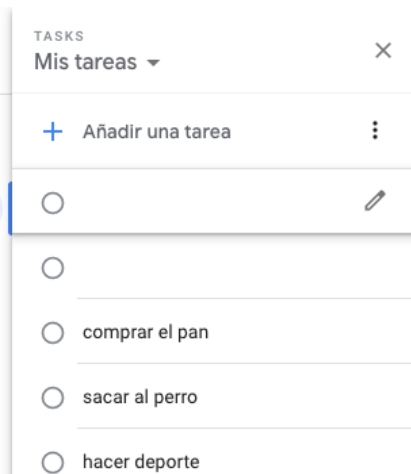 TASKS
Mis tareas
Añadir una tarea
comprar el pan
sacar al perro
hacer deporte